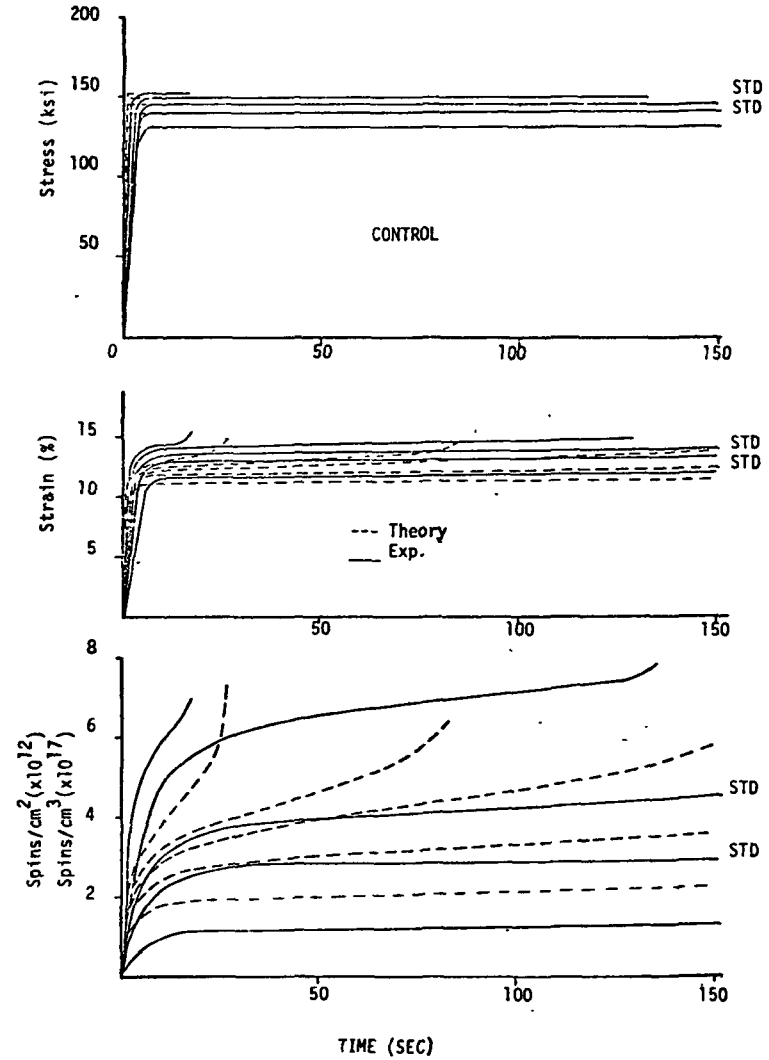 200
150
100
50
Stress (ksi)
STD
STD
CONTROL
0 50 100 150
15
10
5
Strain (%)
STD
STD
--- Theory
Exp.
50 100 150
8
6
4
2
Spins/cm² (x10¹²)
Spins/cm³ (x10¹⁷)
STD
STD
50 100 150
TIME (SEC)